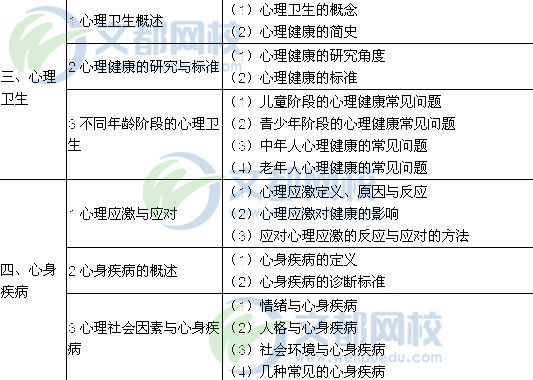 1 心理卫生概述
（1）心理卫生的概念
（2）心理健康的简史
三、心理
卫生
2 心理健康的研究与标准
（1）心理健康的研究角度
（2）心理健康的标准
3 不同年龄阶段的心理卫
生
（1）儿童阶段的心理健康常见问题
（2）青少年阶段的心理健康常见问题
（3）中年人心理健康的常见问题
（4）老年人心理健康的常见问题
四、心身
疾病
1 心理应激与应对
（1）心理应激定义、原因与反应
（2）心理应激对健康的影响
（3）应对心理应激的反应与应对的方法
2 心身疾病的概述
（1）心身疾病的定义
（2）心身疾病的诊断标准
3 心理社会因素与心身疾
病
（1）情绪与心身疾病
（2）人格与心身疾病
（3）社会环境与心身疾病
（4）几种常见的心身疾病
文都网校
www.wenduedu.com